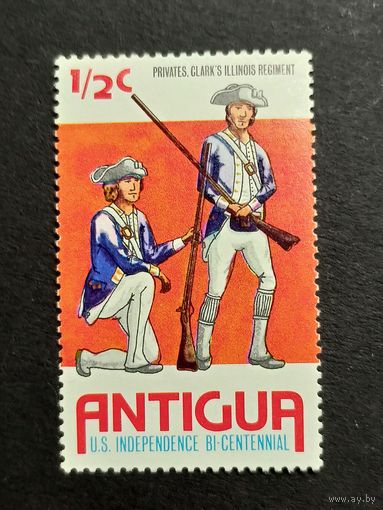 1/2C
PRIVATES, CLARK'S ILLINOIS REGIMENT
ANTIGUA
U.S. INDEPENDENCE BI-CENTENNIAL
www.ay.by